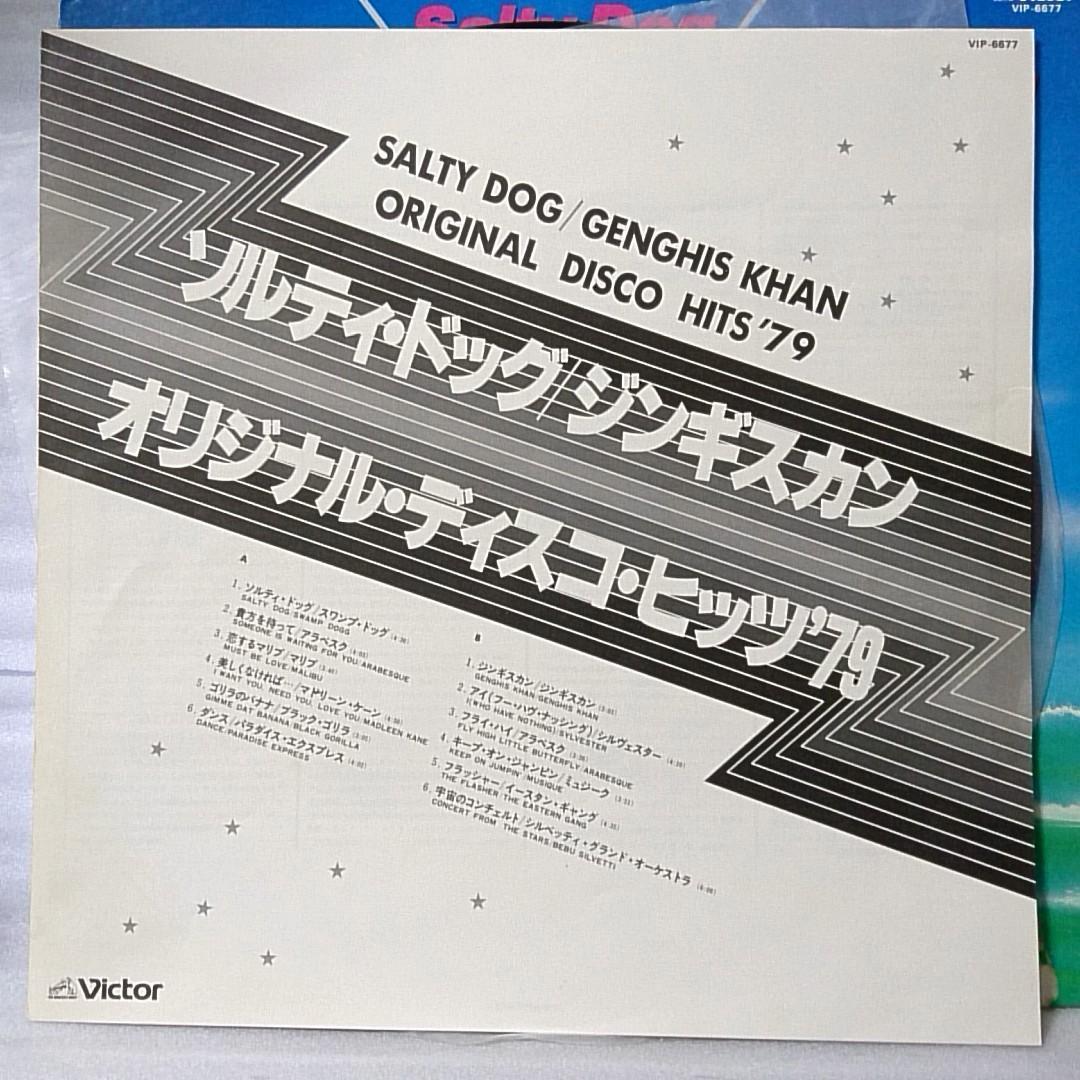 Salty Dog
VIP-6677
VIP-6677
SALTY DOG/GENGHIS KHAN
ORIGINAL DISCO HITS '79
ソルティ・ドッグ/ジンギスカン
オリジナル・ディスコ・ヒッツ'79
A
1. ソルティ・ドッグ/スワンプ・ドッグ
SALTY DOG/SWAMP DOGG
2. 貴方を待って/アラベスク
SOMEONE IS WAITING FOR YOU/ARABESQUE
3. 恋するマリブ/マリブ
MUST BE LOVE/MALIBU
4. 美しくなければ…/マドリーン・ケーン
I WANT YOU, NEED YOU, LOVE YOU/MADLEEN KANE
5. ゴリラのバナナ/ブラック・ゴリラ
GIMME DAT BANANA/BLACK GORILLA
6. ダンス/パラダイス・エクスプレス
DANCE/PARADISE EXPRESS
B
1. ジンギスカン/ジンギスカン
GENGHIS KHAN/GENGHIS KHAN
2. アイ(フー・ハヴ・ナッシング)/シルヴェスター
I(WHO HAVE NOTHING)/SYLVESTER
3. フライ・ハイ/アラベスク
FLY HIGH LITTLE BUTTERFLY/ARABESQUE
4. キープ・オン・ジャンピン/ミュジーク
KEEP ON JUMPIN'/MUSIQUE
5. フラッシャー/イースタン・ギャング
THE FLASHER/THE EASTERN GANG
6. 宇宙のコンチェルト/シルベッティ・グランド・オーケストラ
CONCERT FROM THE STARS/BEBU SILVETTI
Victor